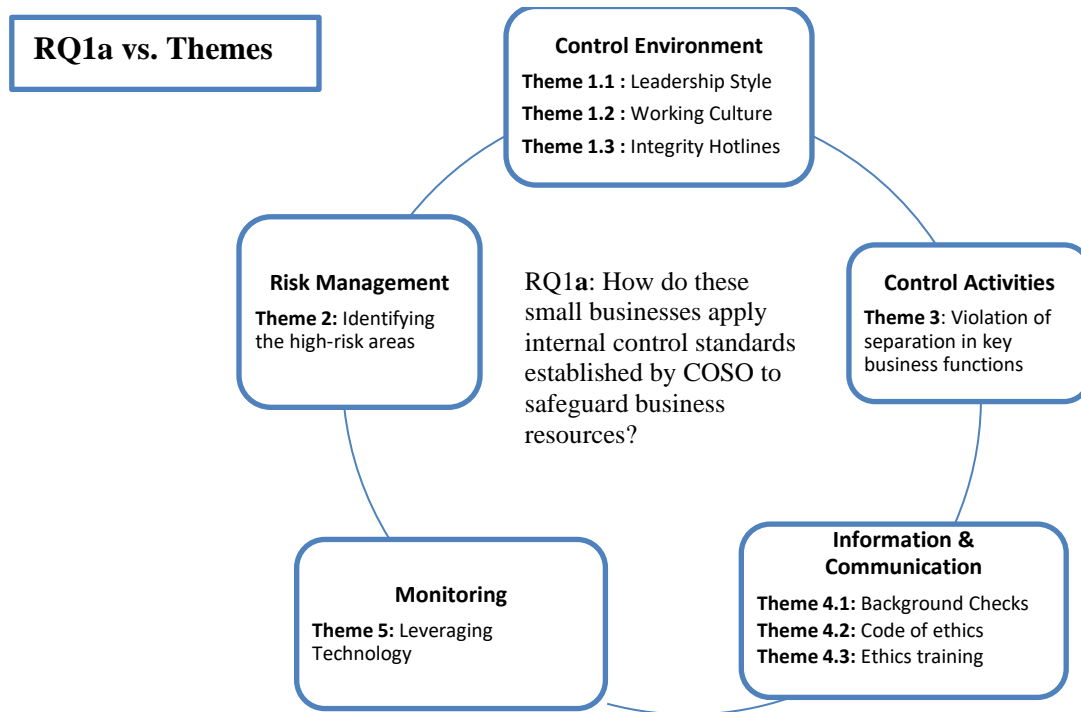 RQ1a vs. Themes
Control Environment
Theme 1.1 : Leadership Style
Theme 1.2 : Working Culture
Theme 1.3 : Integrity Hotlines
Risk Management
Theme 2: Identifying
the high-risk areas
RQ1a: How do these
small businesses apply
internal control standards
established by COSO to
safeguard business
resources?
Control Activities
Theme 3: Violation of
separation in key
business functions
Monitoring
Theme 5: Leveraging
Technology
Information &
Communication
Theme 4.1: Background Checks
Theme 4.2: Code of ethics
Theme 4.3: Ethics training